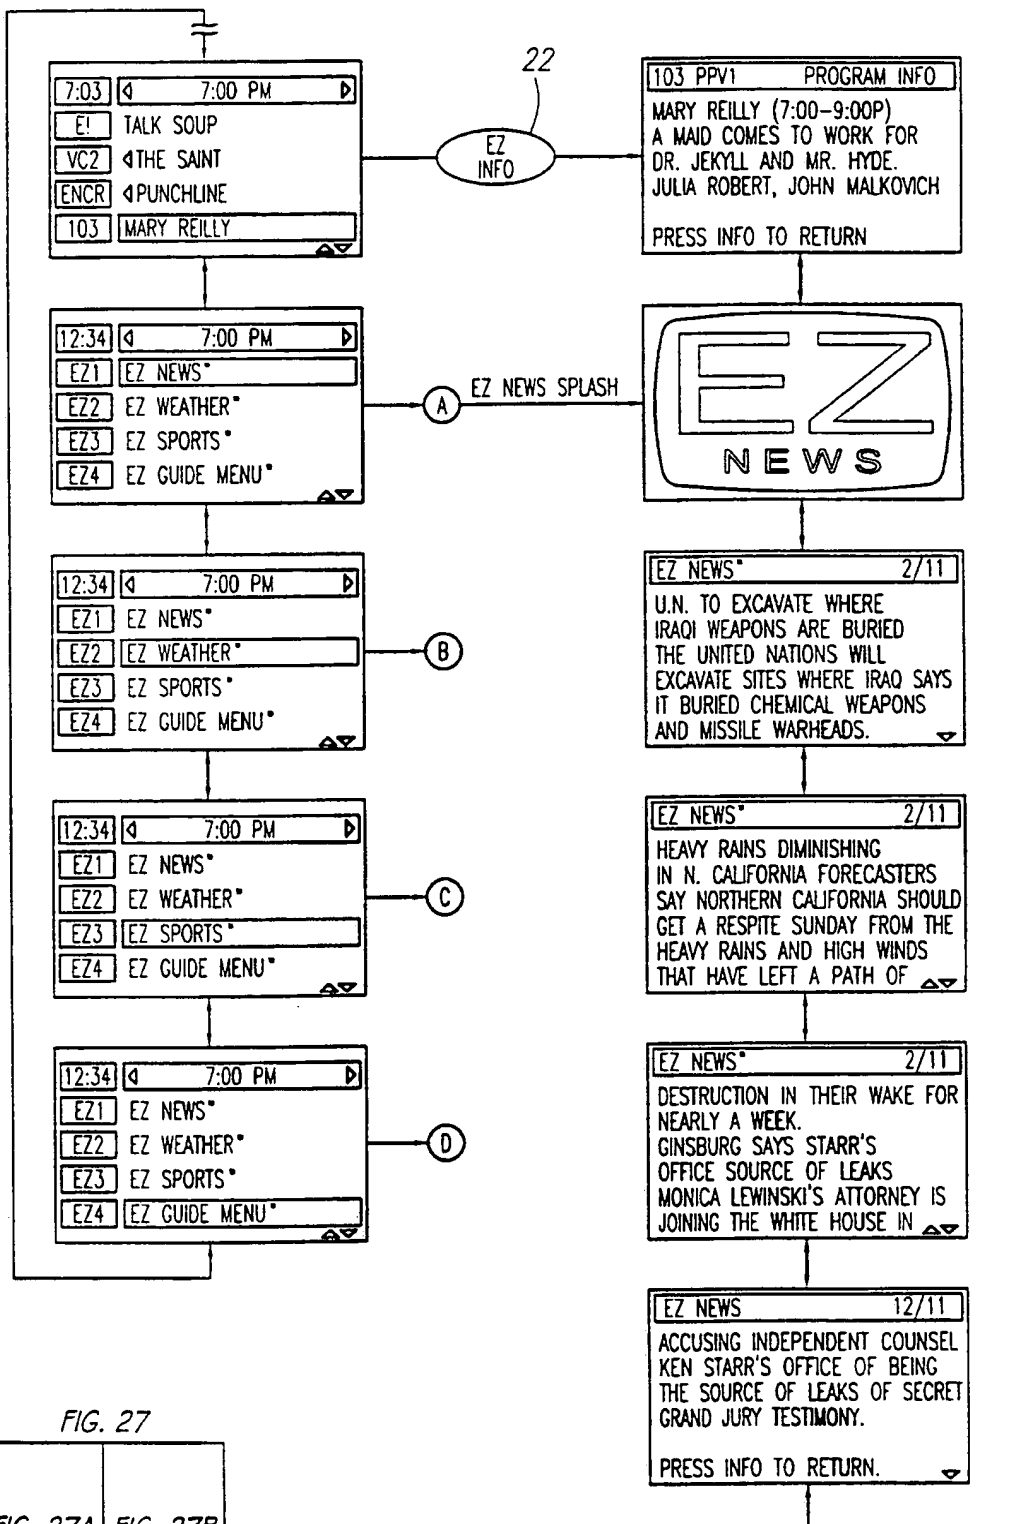 22
7:03 7:00 PM
E! TALK SOUP
VC2 THE SAINT
ENCR PUNCHLINE
103 MARY REILLY
EZ
INFO
103 PPV1 PROGRAM INFO
MARY REILLY (7:00-9:00P)
A MAID COMES TO WORK FOR
DR. JEKYLL AND MR. HYDE.
JULIA ROBERT, JOHN MALKOVICH
PRESS INFO TO RETURN
12:34 7:00 PM
EZ1 EZ NEWS
EZ2 EZ WEATHER
EZ3 EZ SPORTS
EZ4 EZ GUIDE MENU
A
EZ NEWS SPLASH
EZ
NEWS
12:34 7:00 PM
EZ1 EZ NEWS
EZ2 EZ WEATHER
EZ3 EZ SPORTS
EZ4 EZ GUIDE MENU
B
EZ NEWS 2/11
U.N. TO EXCAVATE WHERE
IRAQI WEAPONS ARE BURIED
THE UNITED NATIONS WILL
EXCAVATE SITES WHERE IRAQ SAYS
IT BURIED CHEMICAL WEAPONS
AND MISSILE WARHEADS.
12:34 7:00 PM
EZ1 EZ NEWS
EZ2 EZ WEATHER
EZ3 EZ SPORTS
EZ4 EZ GUIDE MENU
C
EZ NEWS 2/11
HEAVY RAINS DIMINISHING
IN N. CALIFORNIA FORECASTERS
SAY NORTHERN CALIFORNIA SHOULD
GET A RESPITE SUNDAY FROM THE
HEAVY RAINS AND HIGH WINDS
THAT HAVE LEFT A PATH OF
12:34 7:00 PM
EZ1 EZ NEWS
EZ2 EZ WEATHER
EZ3 EZ SPORTS
EZ4 EZ GUIDE MENU
D
EZ NEWS 2/11
DESTRUCTION IN THEIR WAKE FOR
NEARLY A WEEK.
GINSBURG SAYS STARR'S
OFFICE SOURCE OF LEAKS
MONICA LEWINSKI'S ATTORNEY IS
JOINING THE WHITE HOUSE IN
EZ NEWS 12/11
ACCUSING INDEPENDENT COUNSEL
KEN STARR'S OFFICE OF BEING
THE SOURCE OF LEAKS OF SECRET
GRAND JURY TESTIMONY.
PRESS INFO TO RETURN.
FIG. 27
FIG. 27A FIG. 27B